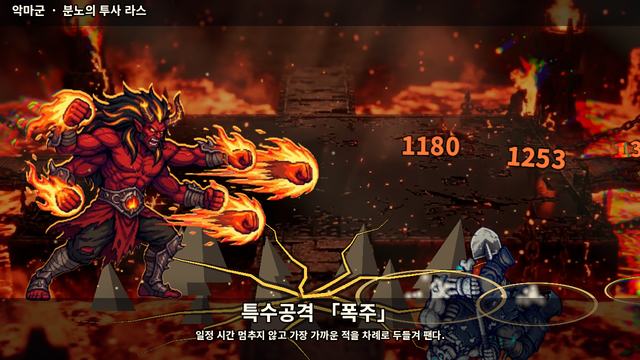 악마군 · 분노의 투사 라스
1180
1253
13
특수공격 「폭주」
일정 시간 멈추지 않고 가장 가까운 적을 차례로 두들겨 팬다.